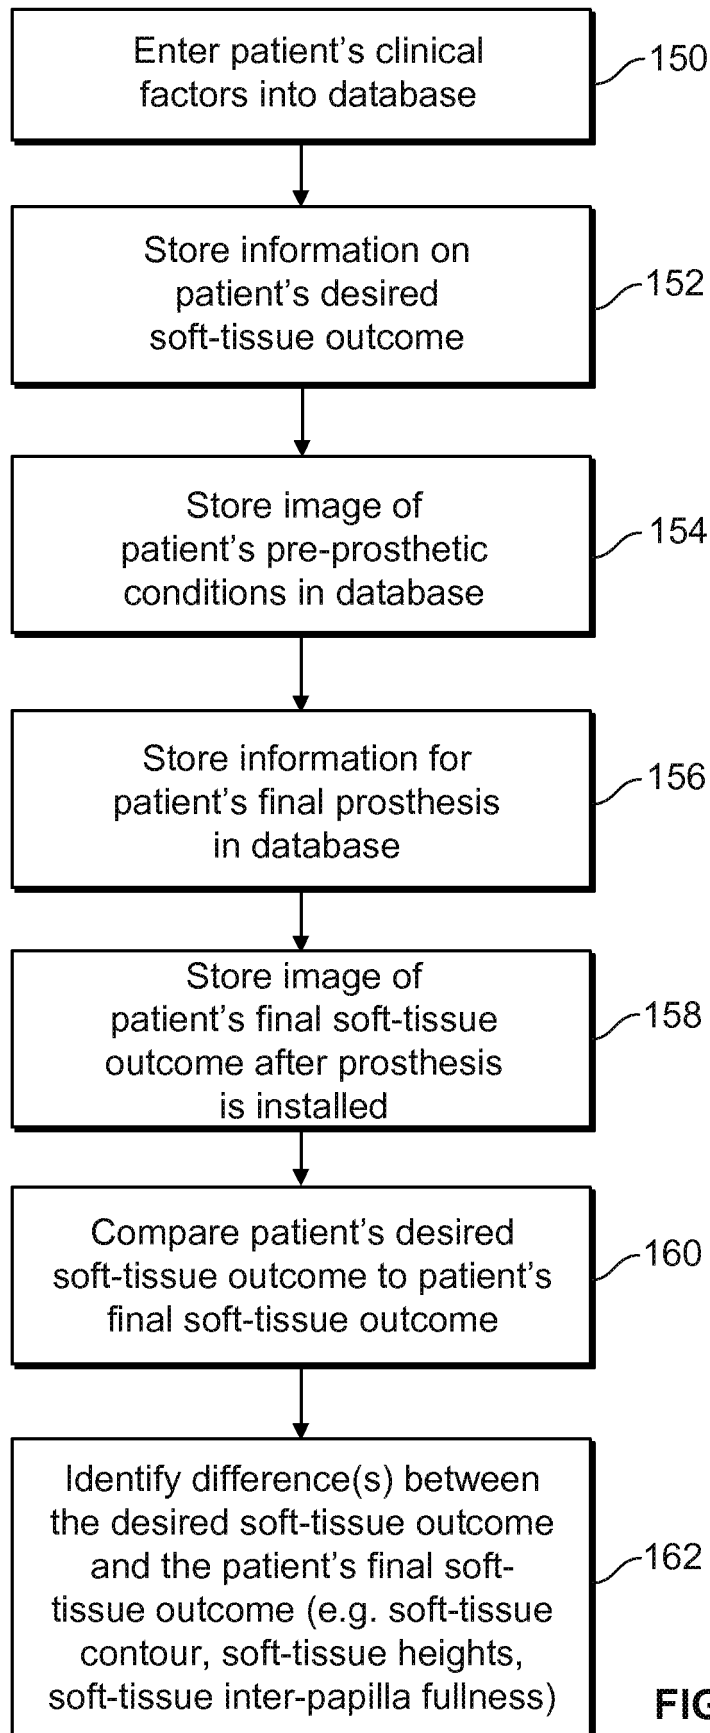 Enter patient's clinical
factors into database
150
Store information on
patient's desired
soft-tissue outcome
152
Store image of
patient's pre-prosthetic
conditions in database
154
Store information for
patient's final prosthesis
in database
156
Store image of
patient's final soft-tissue
outcome after prosthesis
is installed
158
Compare patient's desired
soft-tissue outcome to patient's
final soft-tissue outcome
160
Identify difference(s) between
the desired soft-tissue outcome
and the patient's final soft-
tissue outcome (e.g. soft-tissue
contour, soft-tissue heights,
soft-tissue inter-papilla fullness)
162
FIG